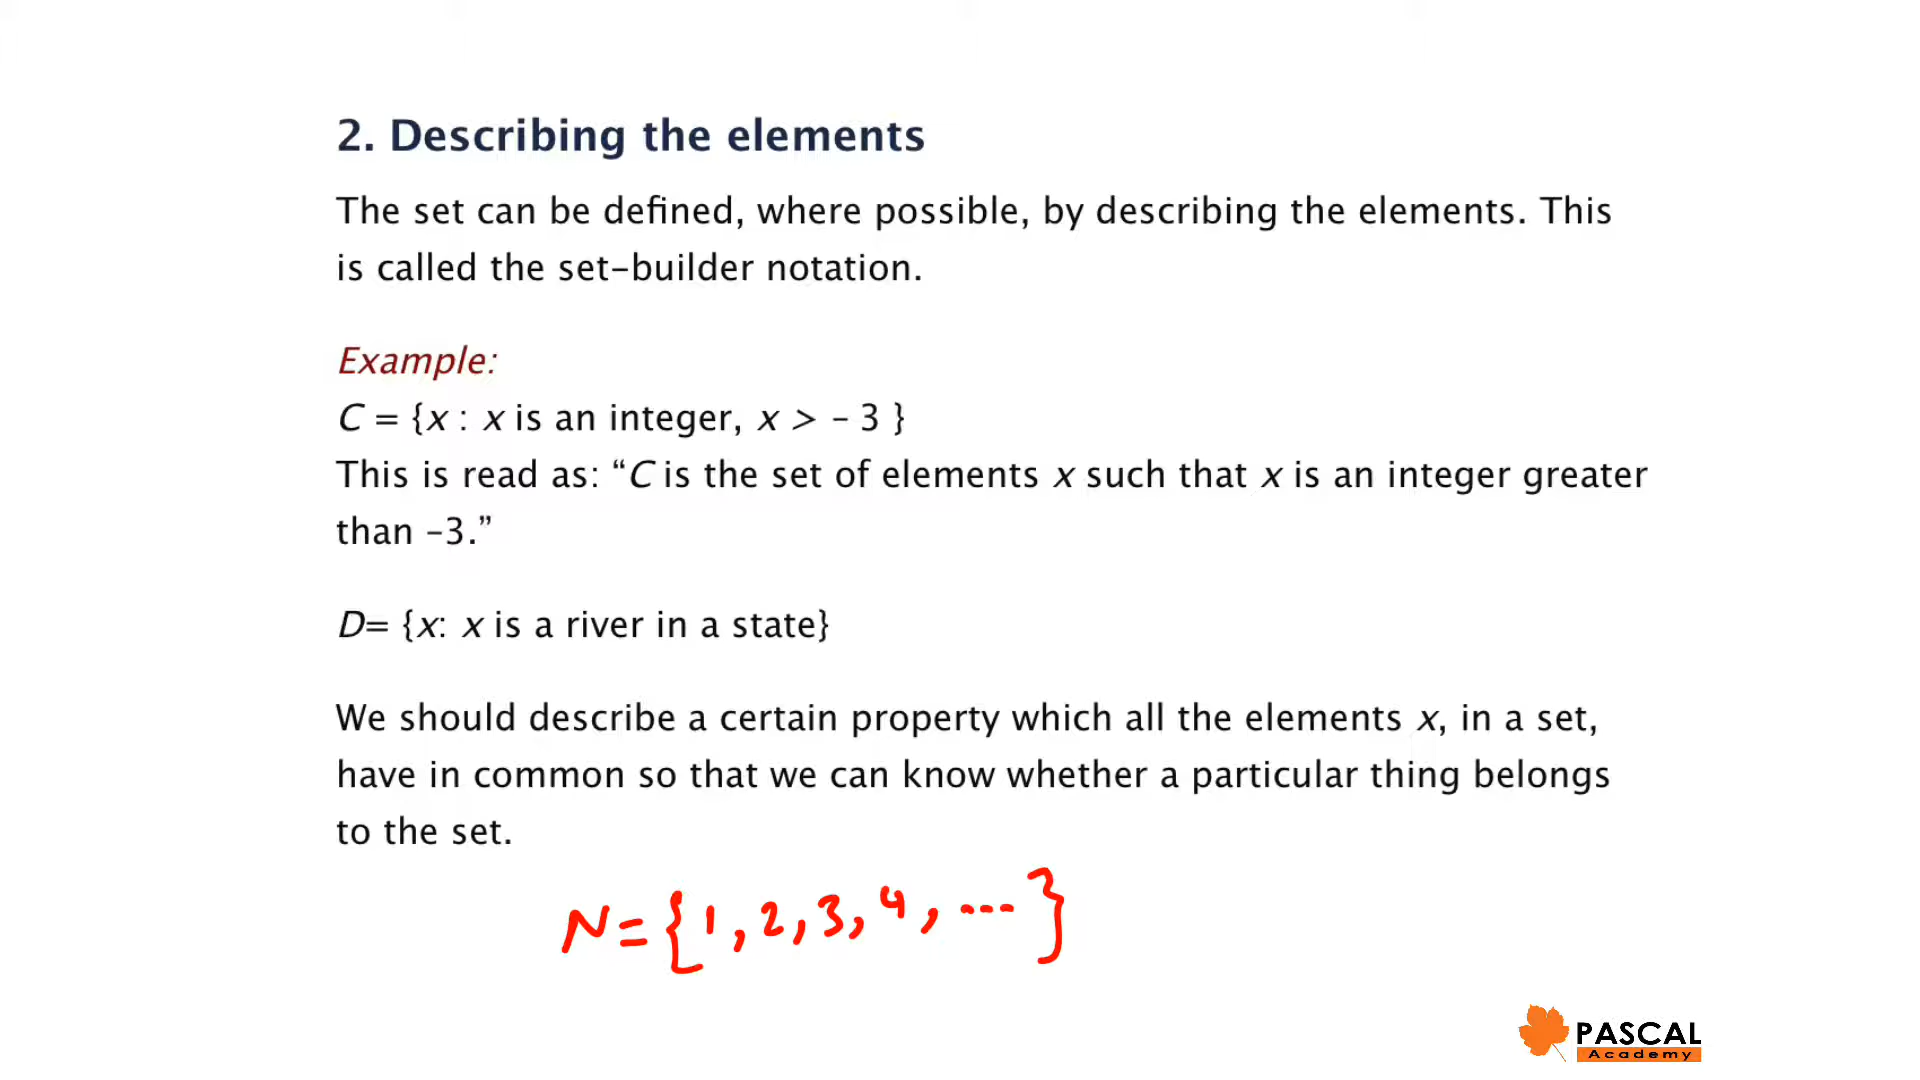 2. Describing the elements
The set can be defined, where possible, by describing the elements. This
is called the set-builder notation.
Example:
C = {x : x is an integer, x > – 3 }
This is read as: “C is the set of elements x such that x is an integer greater
than –3.”
D= {x: x is a river in a state}
We should describe a certain property which all the elements x, in a set,
have in common so that we can know whether a particular thing belongs
to the set.
N={1,2,3,4,...}
PASCAL
Academy